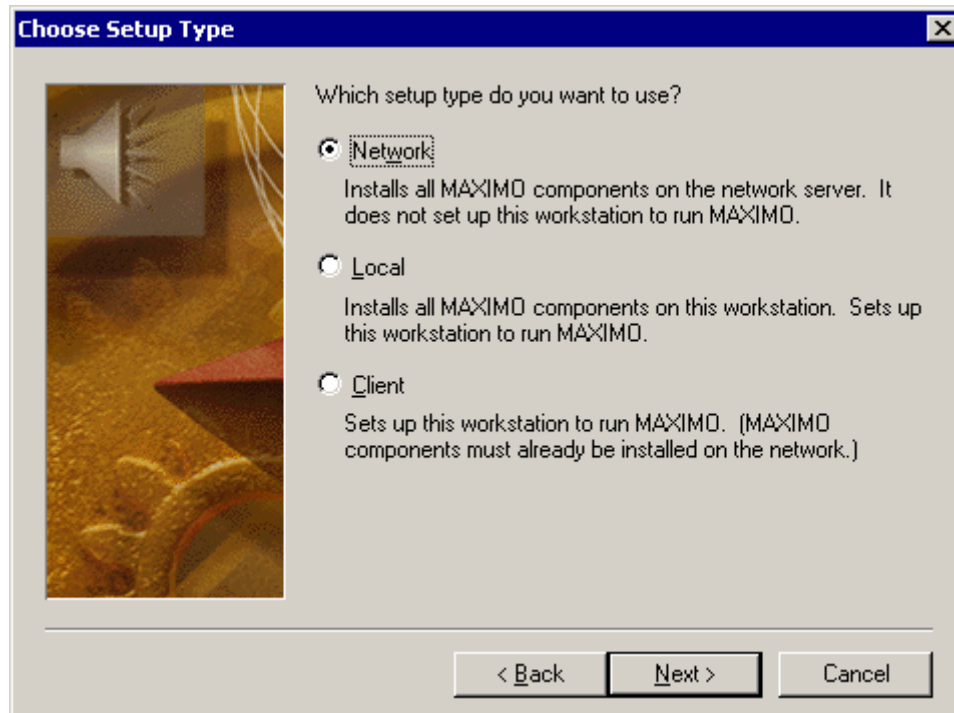 Choose Setup Type
Which setup type do you want to use?
Network
Installs all MAXIMO components on the network server.  It
does not set up this workstation to run MAXIMO.
Local
Installs all MAXIMO components on this workstation.  Sets up
this workstation to run MAXIMO.
Client
Sets up this workstation to run MAXIMO.  (MAXIMO
components must already be installed on the network.)
< Back
Next >
Cancel